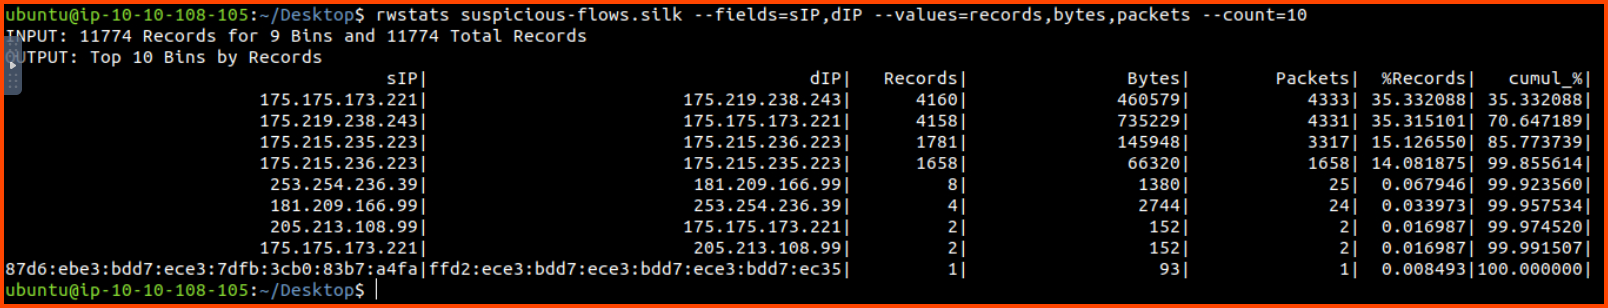 ubuntu@ip-10-10-108-105:~/Desktop$ rwstats suspicious-flows.silk --fields=sIP,dIP --values=records,bytes,packets --count=10
INPUT: 11774 Records for 9 Bins and 11774 Total Records
OUTPUT: Top 10 Bins by Records
sIP| dIP| Records| Bytes| Packets| %Records| cumul_%|
175.175.173.221| 175.219.238.243| 4160| 460579| 4333| 35.332088| 35.332088|
175.219.238.243| 175.175.173.221| 4158| 735229| 4331| 35.315101| 70.647189|
175.215.235.223| 175.215.236.223| 1781| 145948| 3317| 15.126550| 85.773739|
175.215.236.223| 175.215.235.223| 1658| 66320| 1658| 14.081875| 99.855614|
253.254.236.39| 181.209.166.99| 8| 1380| 25| 0.067946| 99.923560|
181.209.166.99| 253.254.236.39| 4| 2744| 24| 0.033973| 99.957534|
205.213.108.99| 175.175.173.221| 2| 152| 2| 0.016987| 99.974520|
175.175.173.221| 205.213.108.99| 2| 152| 2| 0.016987| 99.991507|
87d6:ebe3:bdd7:ece3:7dfb:3cb0:83b7:a4fa|ffd2:ece3:bdd7:ece3:bdd7:ece3:bdd7:ec35| 1| 93| 1| 0.008493|100.000000|
ubuntu@ip-10-10-108-105:~/Desktop$